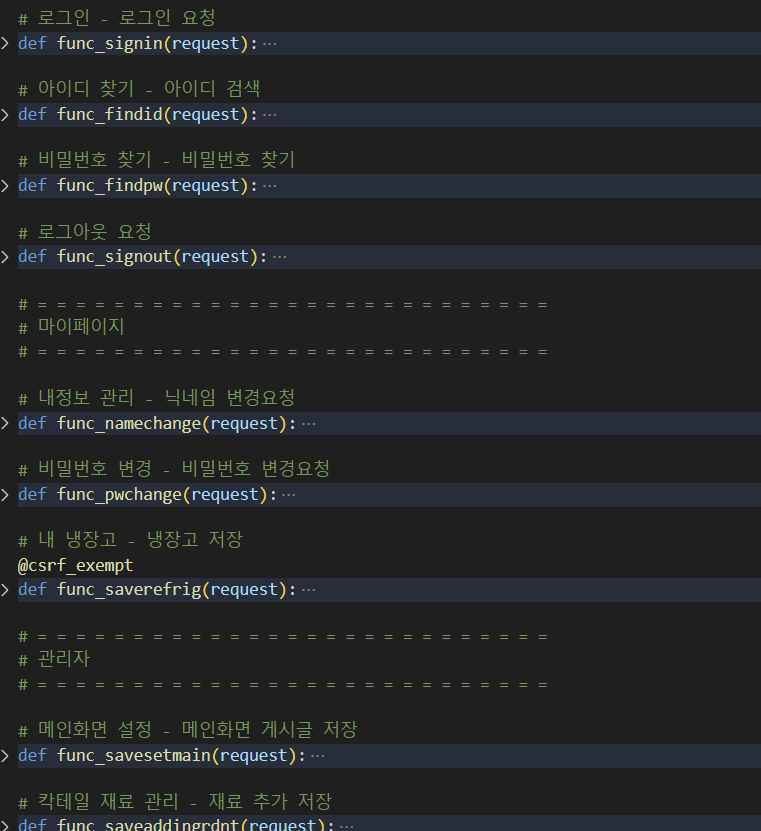 # 로그인 - 로그인 요청
def func_signin(request): ···
# 아이디 찾기 - 아이디 검색
def func_findid(request): ···
# 비밀번호 찾기 - 비밀번호 찾기
def func_findpw(request): ···
# 로그아웃 요청
def func_signout(request): ···
# = = = = = = = = = = = = = = = = = = = = = = = = = = =
# 마이페이지
# = = = = = = = = = = = = = = = = = = = = = = = = = = =
# 내정보 관리 - 닉네임 변경요청
def func_namechange(request): ···
# 비밀번호 변경 - 비밀번호 변경요청
def func_pwchange(request): ···
# 내 냉장고 - 냉장고 저장
@csrf_exempt
def func_saverefrig(request): ···
# = = = = = = = = = = = = = = = = = = = = = = = = = = =
# 관리자
# = = = = = = = = = = = = = = = = = = = = = = = = = = =
# 메인화면 설정 - 메인화면 게시글 저장
def func_savesetmain(request): ···
# 칵테일 재료 관리 - 재료 추가 저장
def func_saveaddingrdnt(request): ···